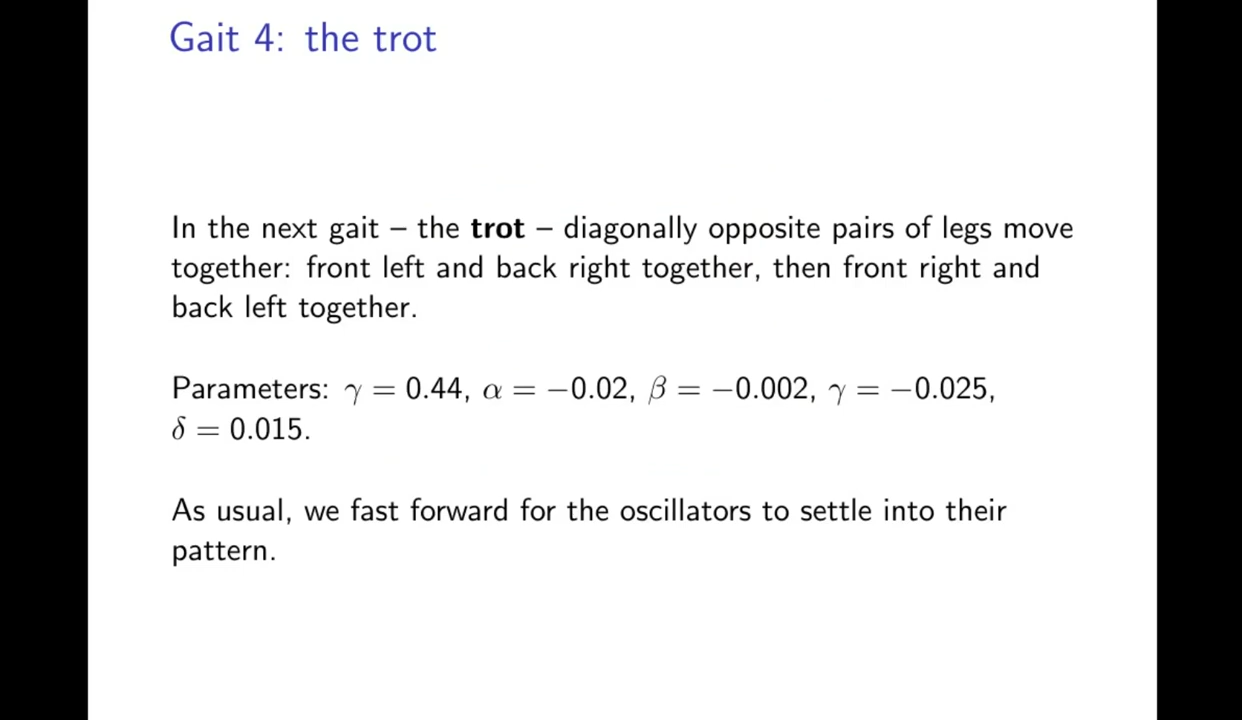 Gait 4: the trot
In the next gait – the trot – diagonally opposite pairs of legs move
together: front left and back right together, then front right and
back left together.
Parameters: γ = 0.44, α = −0.02, β = −0.002, γ = −0.025,
δ = 0.015.
As usual, we fast forward for the oscillators to settle into their
pattern.